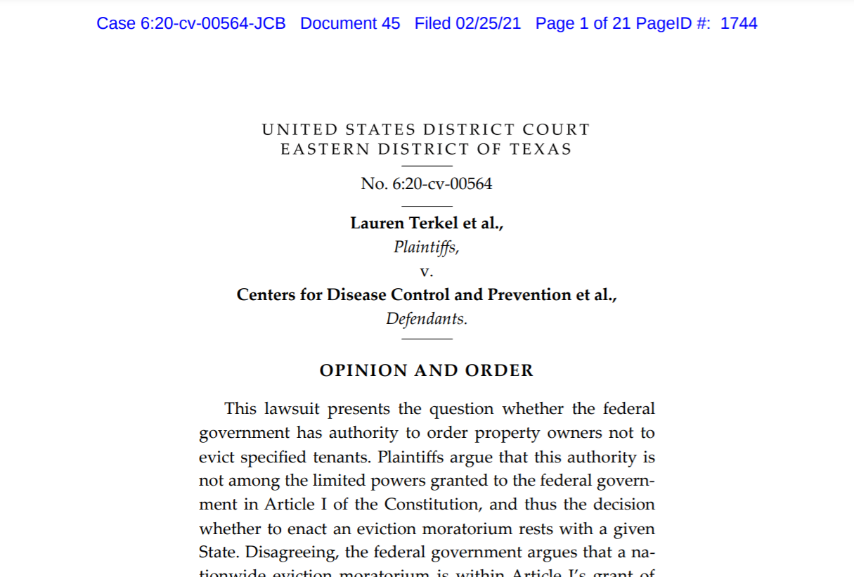 Case 6:20-cv-00564-JCB Document 45 Filed 02/25/21 Page 1 of 21 PageID #: 1744
UNITED STATES DISTRICT COURT
EASTERN DISTRICT OF TEXAS
No. 6:20-cv-00564
Lauren Terkel et al.,
Plaintiffs,
v.
Centers for Disease Control and Prevention et al.,
Defendants.
OPINION AND ORDER
This lawsuit presents the question whether the federal
government has authority to order property owners not to
evict specified tenants. Plaintiffs argue that this authority is
not among the limited powers granted to the federal govern-
ment in Article I of the Constitution, and thus the decision
whether to enact an eviction moratorium rests with a given
State. Disagreeing, the federal government argues that a na-
tionwide eviction moratorium is within Article I's grant of